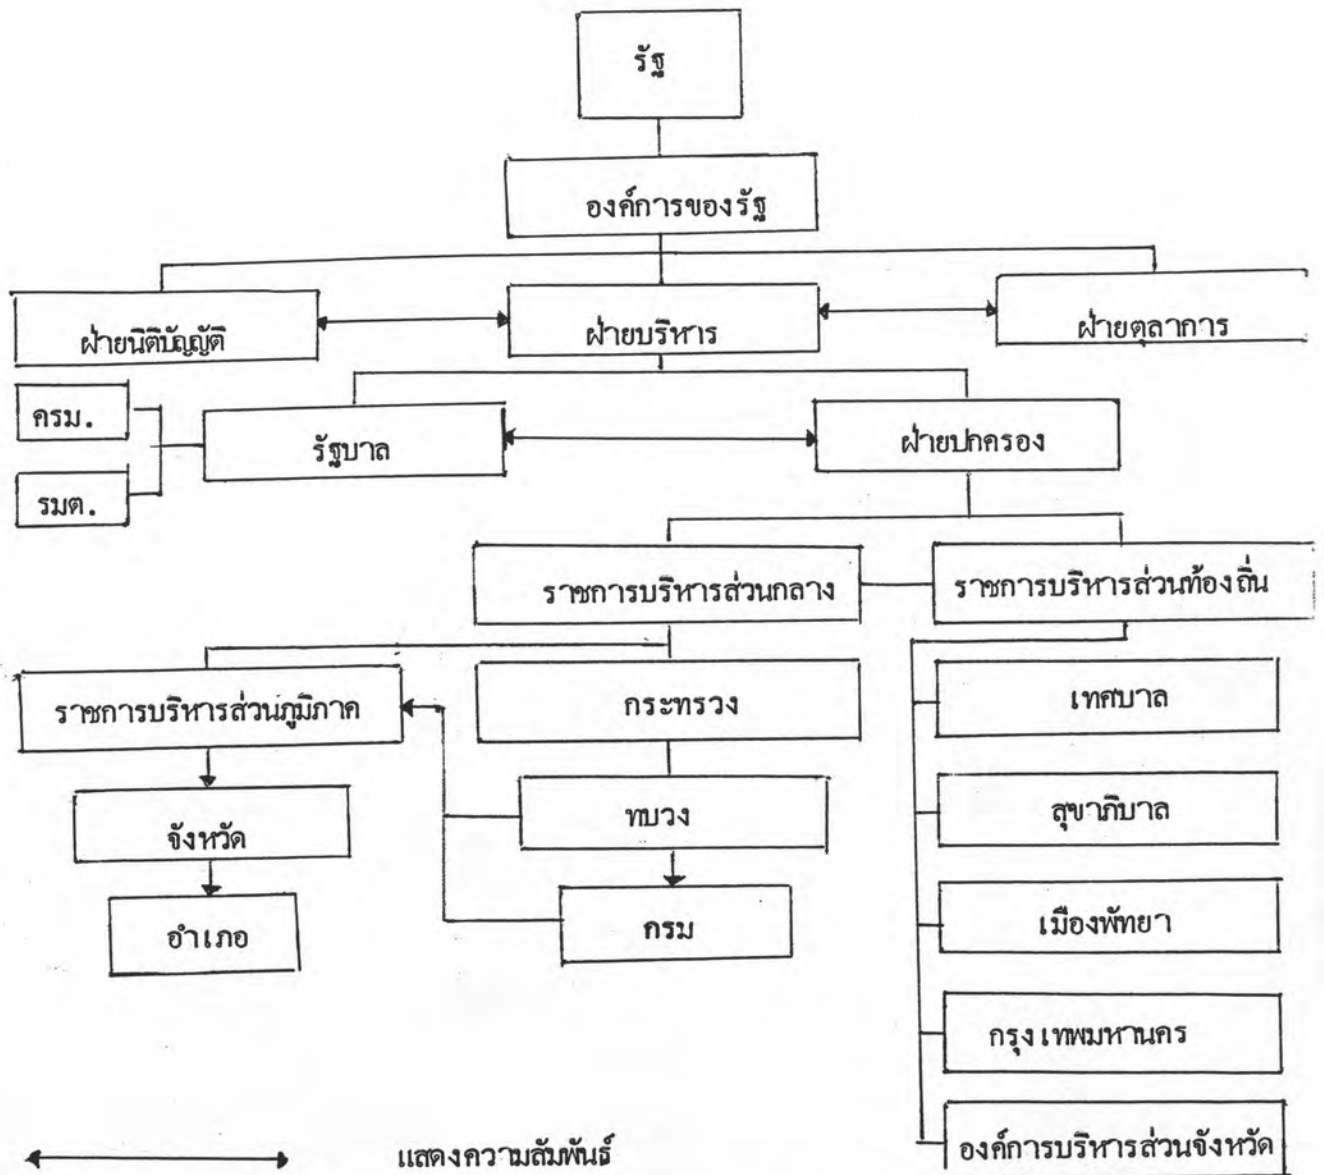 รัฐ
องค์การของรัฐ
ฝ่ายนิติบัญญัติ
ฝ่ายบริหาร
ฝ่ายตุลาการ
ครม.
รมต.
รัฐบาล
ฝ่ายปกครอง
ราชการบริหารส่วนกลาง
ราชการบริหารส่วนท้องถิ่น
ราชการบริหารส่วนภูมิภาค
กระทรวง
เทศบาล
จังหวัด
ทบวง
สุขาภิบาล
อำเภอ
กรม
เมืองพัทยา
กรุงเทพมหานคร
องค์การบริหารส่วนจังหวัด
แสดงความสัมพันธ์